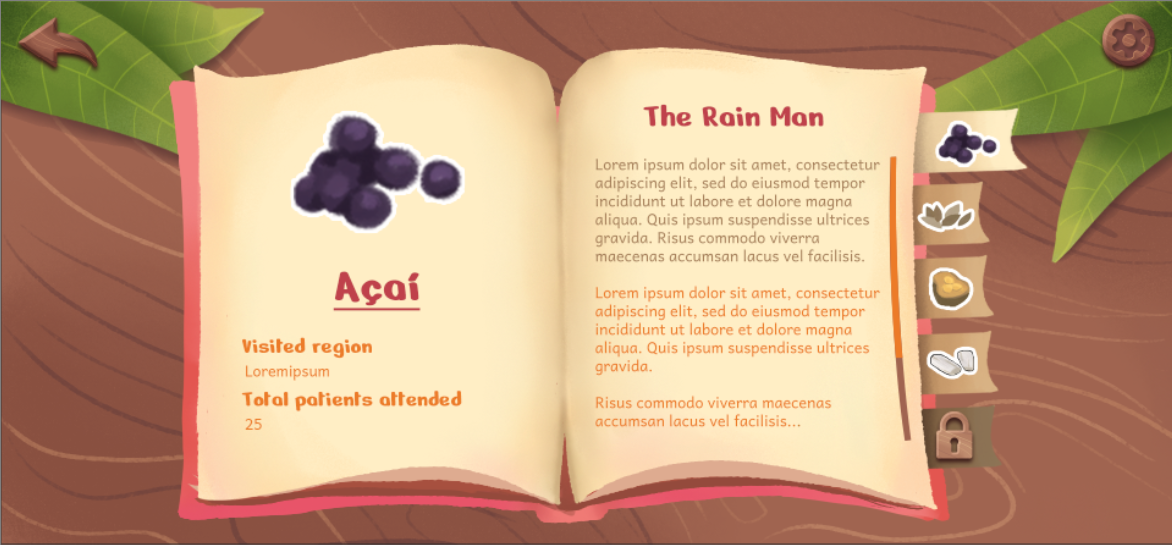 Açaí
Visited region
Loremipsum
Total patients attended
25
The Rain Man
Lorem ipsum dolor sit amet, consectetur
adipiscing elit, sed do eiusmod tempor
incididunt ut labore et dolore magna
aliqua. Quis ipsum suspendisse ultrices
gravida. Risus commodo viverra
maecenas accumsan lacus vel facilisis.
Lorem ipsum dolor sit amet, consectetur
adipiscing elit, sed do eiusmod tempor
incididunt ut labore et dolore magna
aliqua. Quis ipsum suspendisse ultrices
gravida.
Risus commodo viverra maecenas
accumsan lacus vel facilisis...